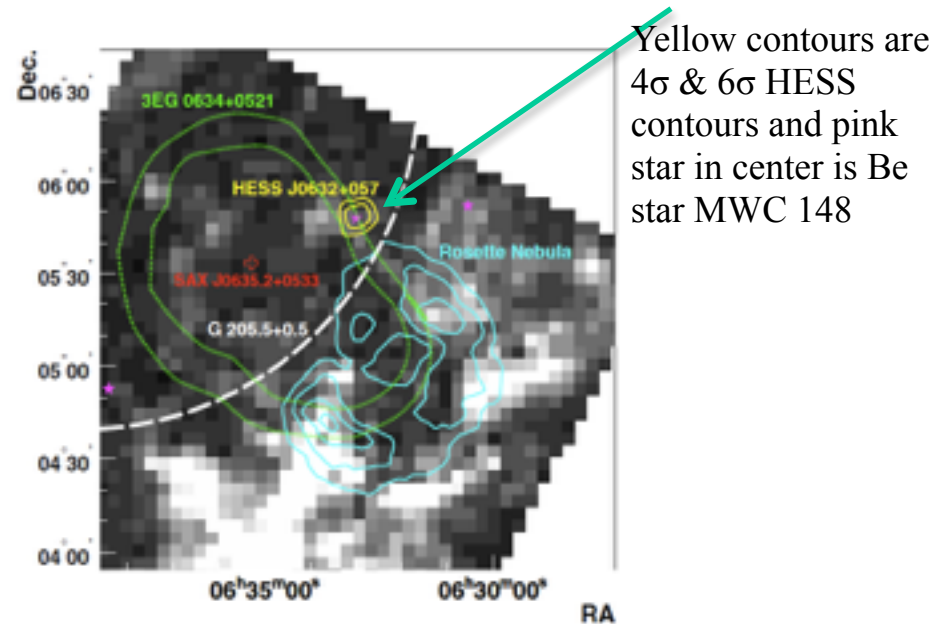 Yellow contours are
4σ & 6σ HESS
contours and pink
star in center is Be
star MWC 148
Dec.
06°30'
3EG 0634+0521
06°00'
HESS J0632+057
Rosette Nebula
05°30'
SAX J0635.2+0533
G 205.5+0.5
05°00'
04°30'
04°00'
06ʰ35ᵐ00ˢ
06ʰ30ᵐ00ˢ
RA